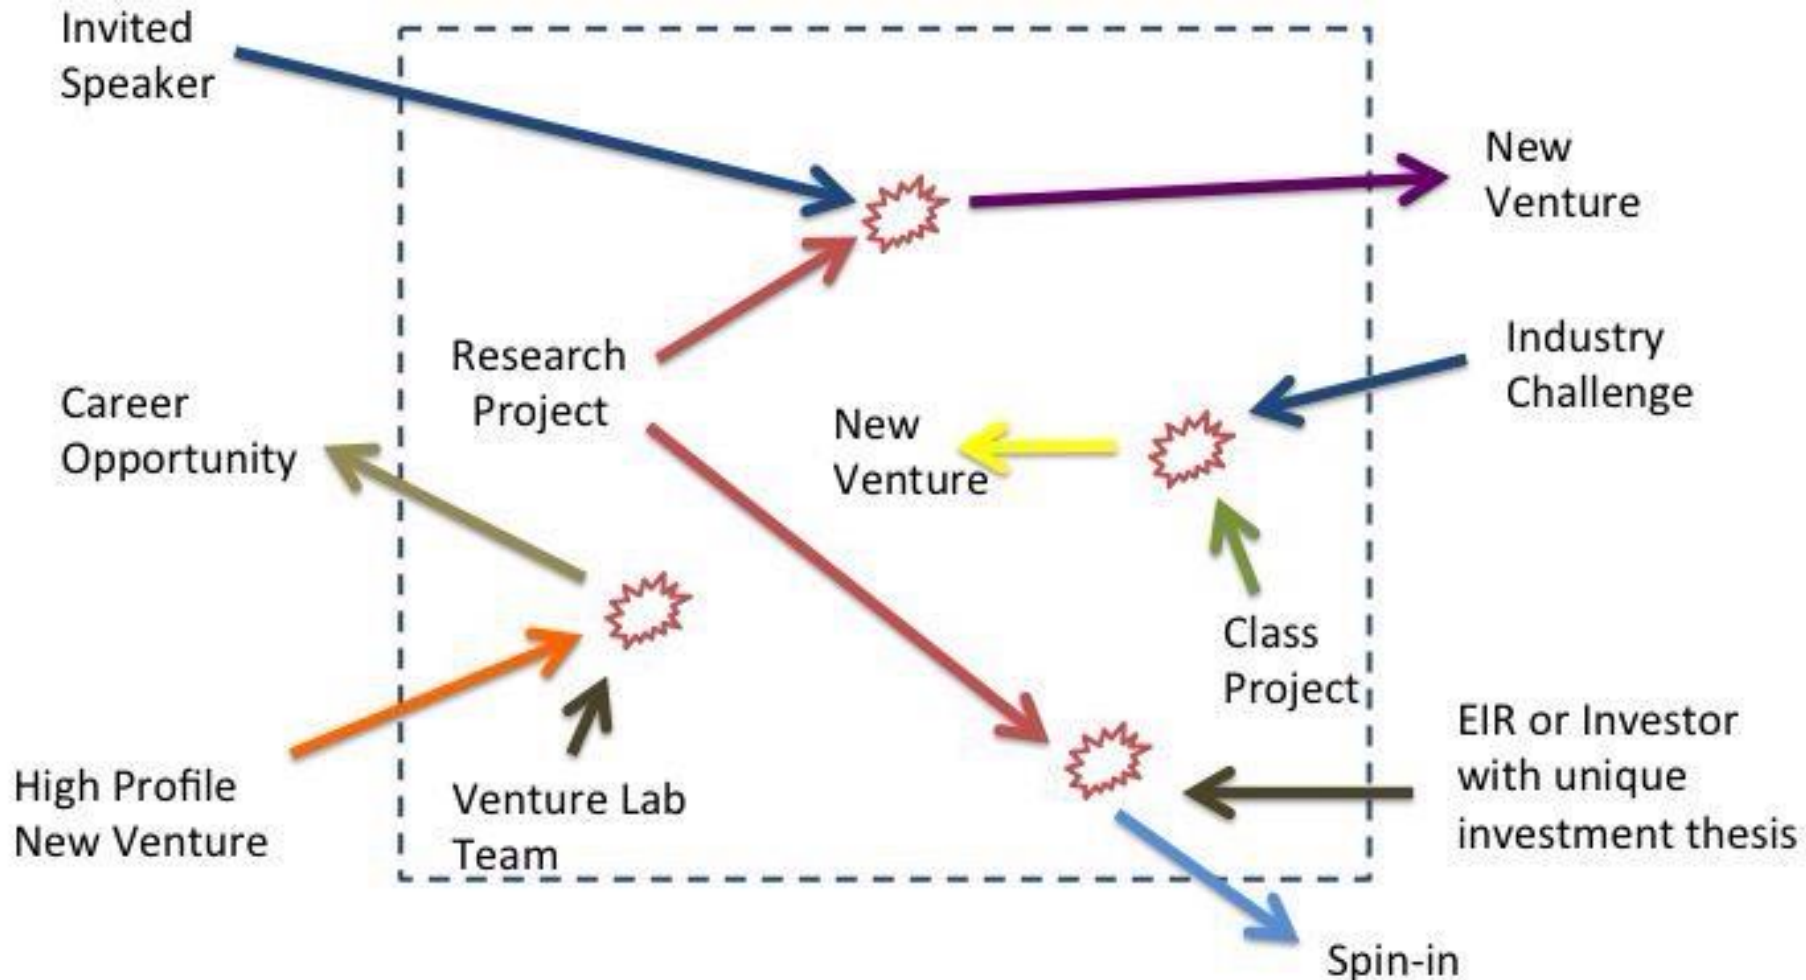 Invited
Speaker
New
Venture
Research
Project
Industry
Challenge
Career
Opportunity
New
Venture
Class
Project
High Profile
New Venture
Venture Lab
Team
EIR or Investor
with unique
investment thesis
Spin-in